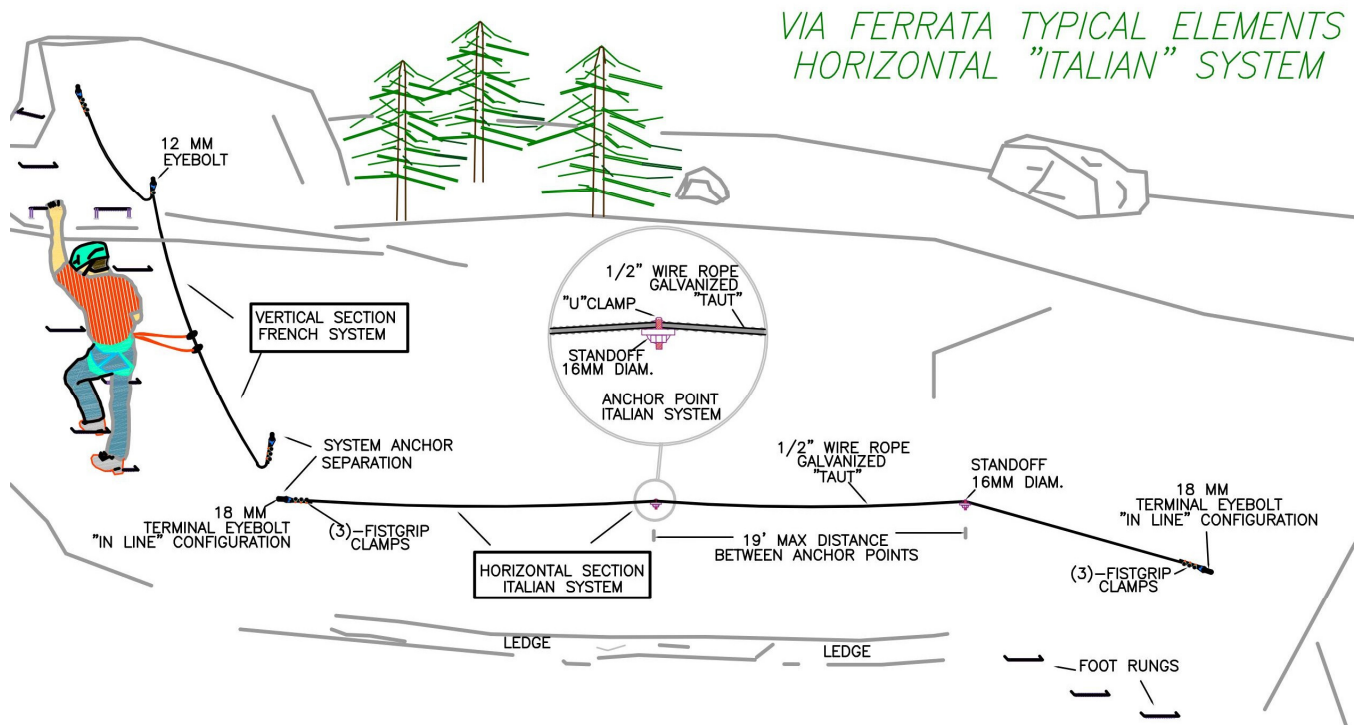 VIA FERRATA TYPICAL ELEMENTS
HORIZONTAL "ITALIAN" SYSTEM
12 MM
EYEBOLT
VERTICAL SECTION
FRENCH SYSTEM
1/2" WIRE ROPE
GALVANIZED
"TAUT"
"U"CLAMP
STANDOFF
16MM DIAM.
ANCHOR POINT
ITALIAN SYSTEM
SYSTEM ANCHOR
SEPARATION
18 MM
TERMINAL EYEBOLT
"IN LINE" CONFIGURATION
(3)-FISTGRIP
CLAMPS
HORIZONTAL SECTION
ITALIAN SYSTEM
1/2" WIRE ROPE
GALVANIZED
"TAUT"
STANDOFF
16MM DIAM.
19' MAX DISTANCE
BETWEEN ANCHOR POINTS
18 MM
TERMINAL EYEBOLT
"IN LINE" CONFIGURATION
(3)-FISTGRIP
CLAMPS
LEDGE
LEDGE
FOOT RUNGS